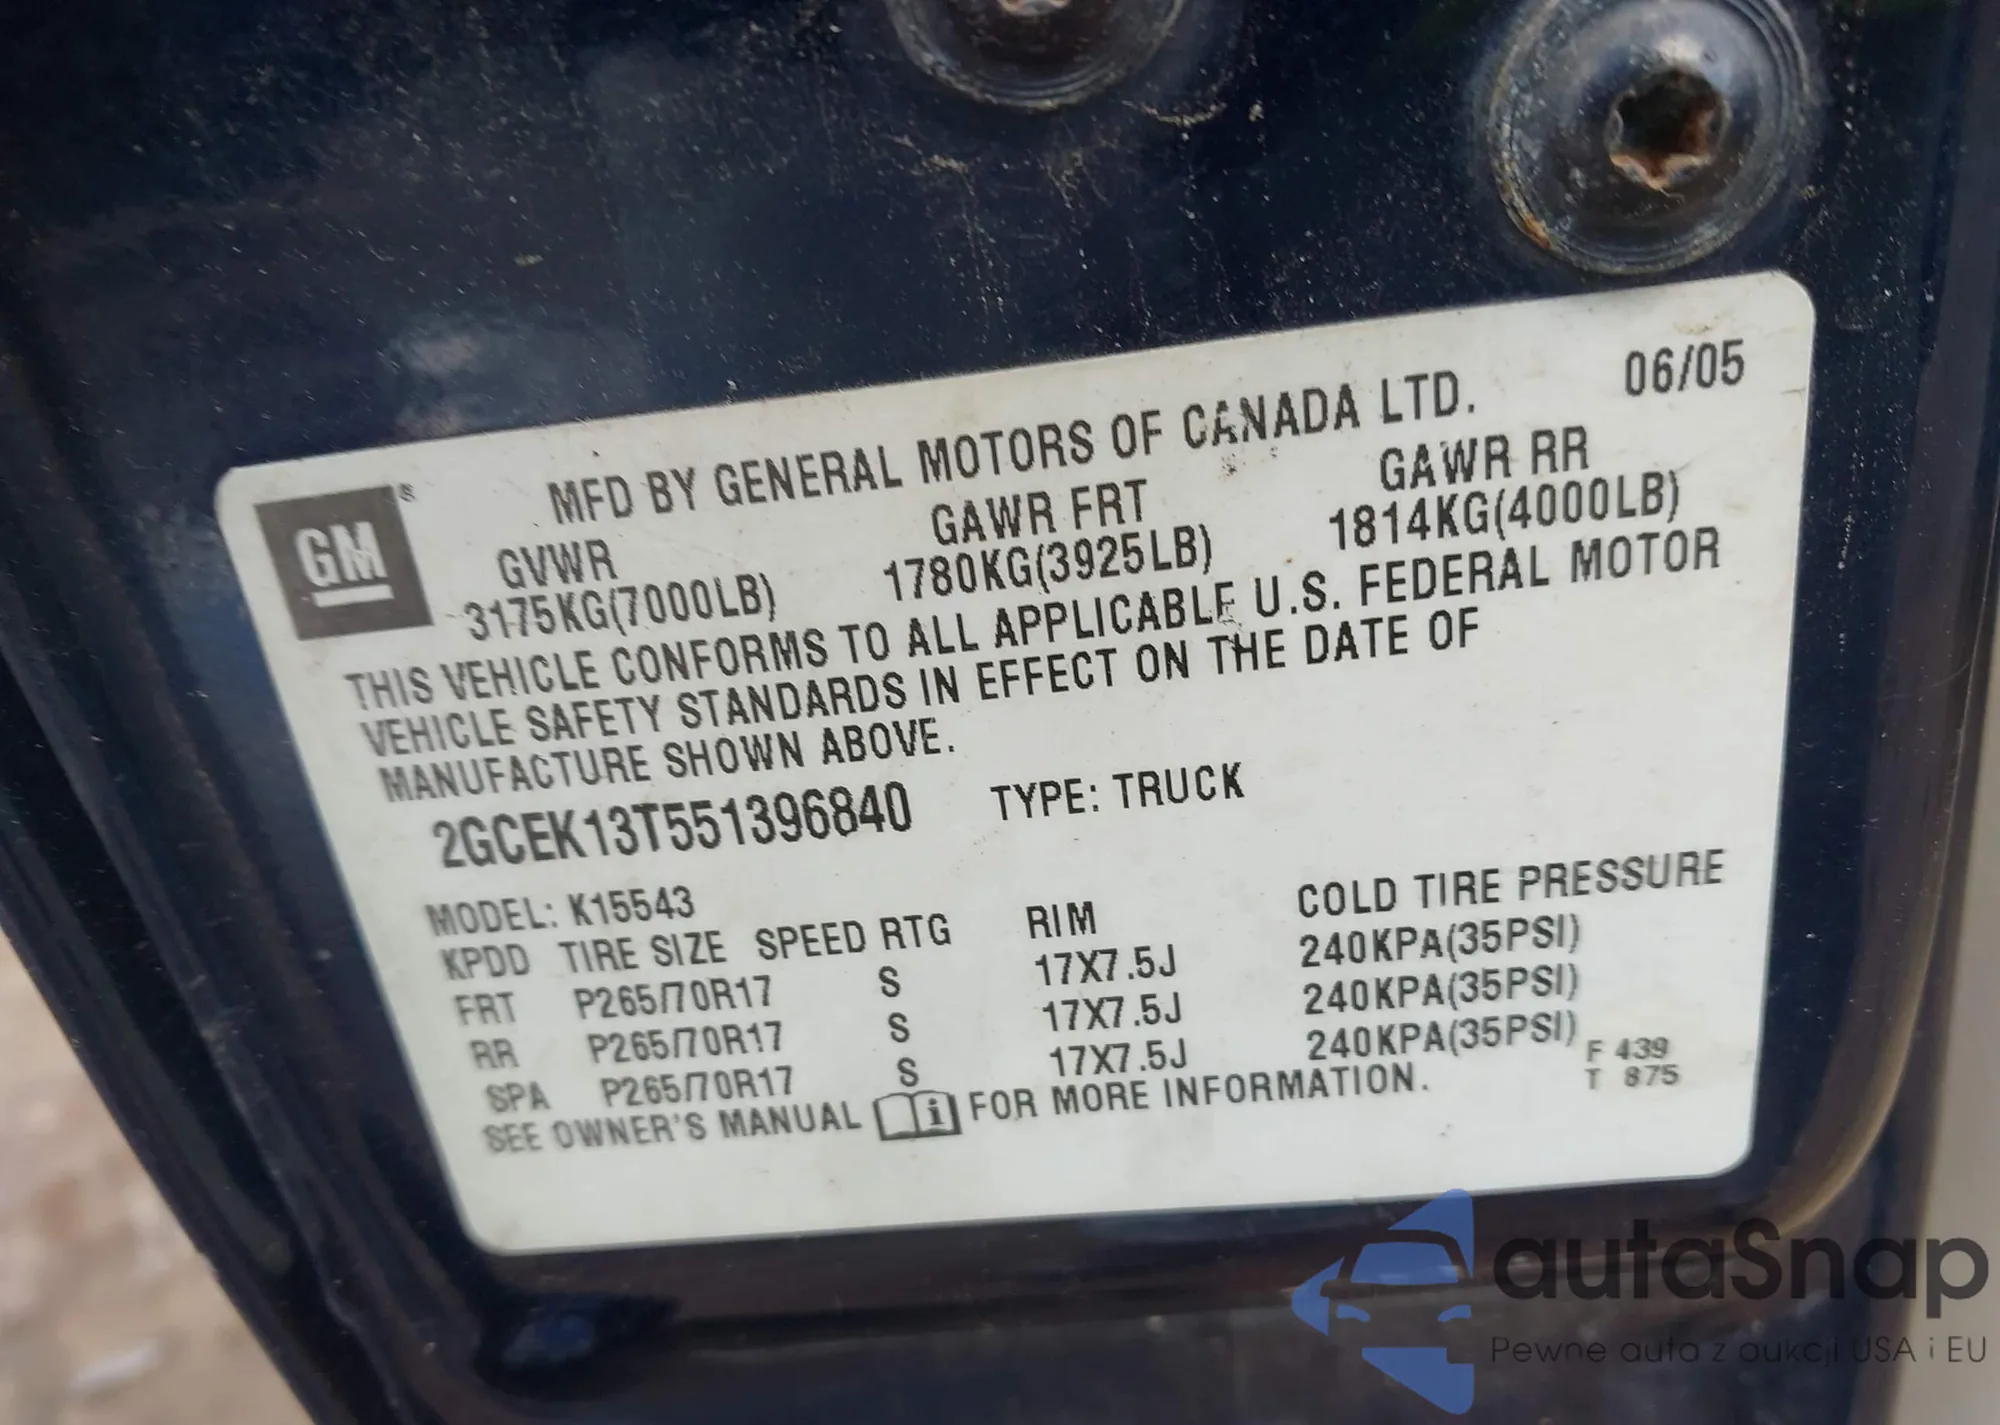 MFD BY GENERAL MOTORS OF CANADA LTD. 06/05
GM®
GVWR GAWR FRT GAWR RR
3175KG(7000LB) 1780KG(3925LB) 1814KG(4000LB)
THIS VEHICLE CONFORMS TO ALL APPLICABLE U.S. FEDERAL MOTOR
VEHICLE SAFETY STANDARDS IN EFFECT ON THE DATE OF
MANUFACTURE SHOWN ABOVE.
2GCEK13T551396840 TYPE: TRUCK
MODEL: K15543
KPDD TIRE SIZE SPEED RTG RIM COLD TIRE PRESSURE
FRT P265/70R17 S 17X7.5J 240KPA(35PSI)
RR P265/70R17 S 17X7.5J 240KPA(35PSI)
SPA P265/70R17 S 17X7.5J 240KPA(35PSI)
SEE OWNER'S MANUAL i FOR MORE INFORMATION.
F 439
T 875
autaSnap
Pewne auta z aukcji USA i EU